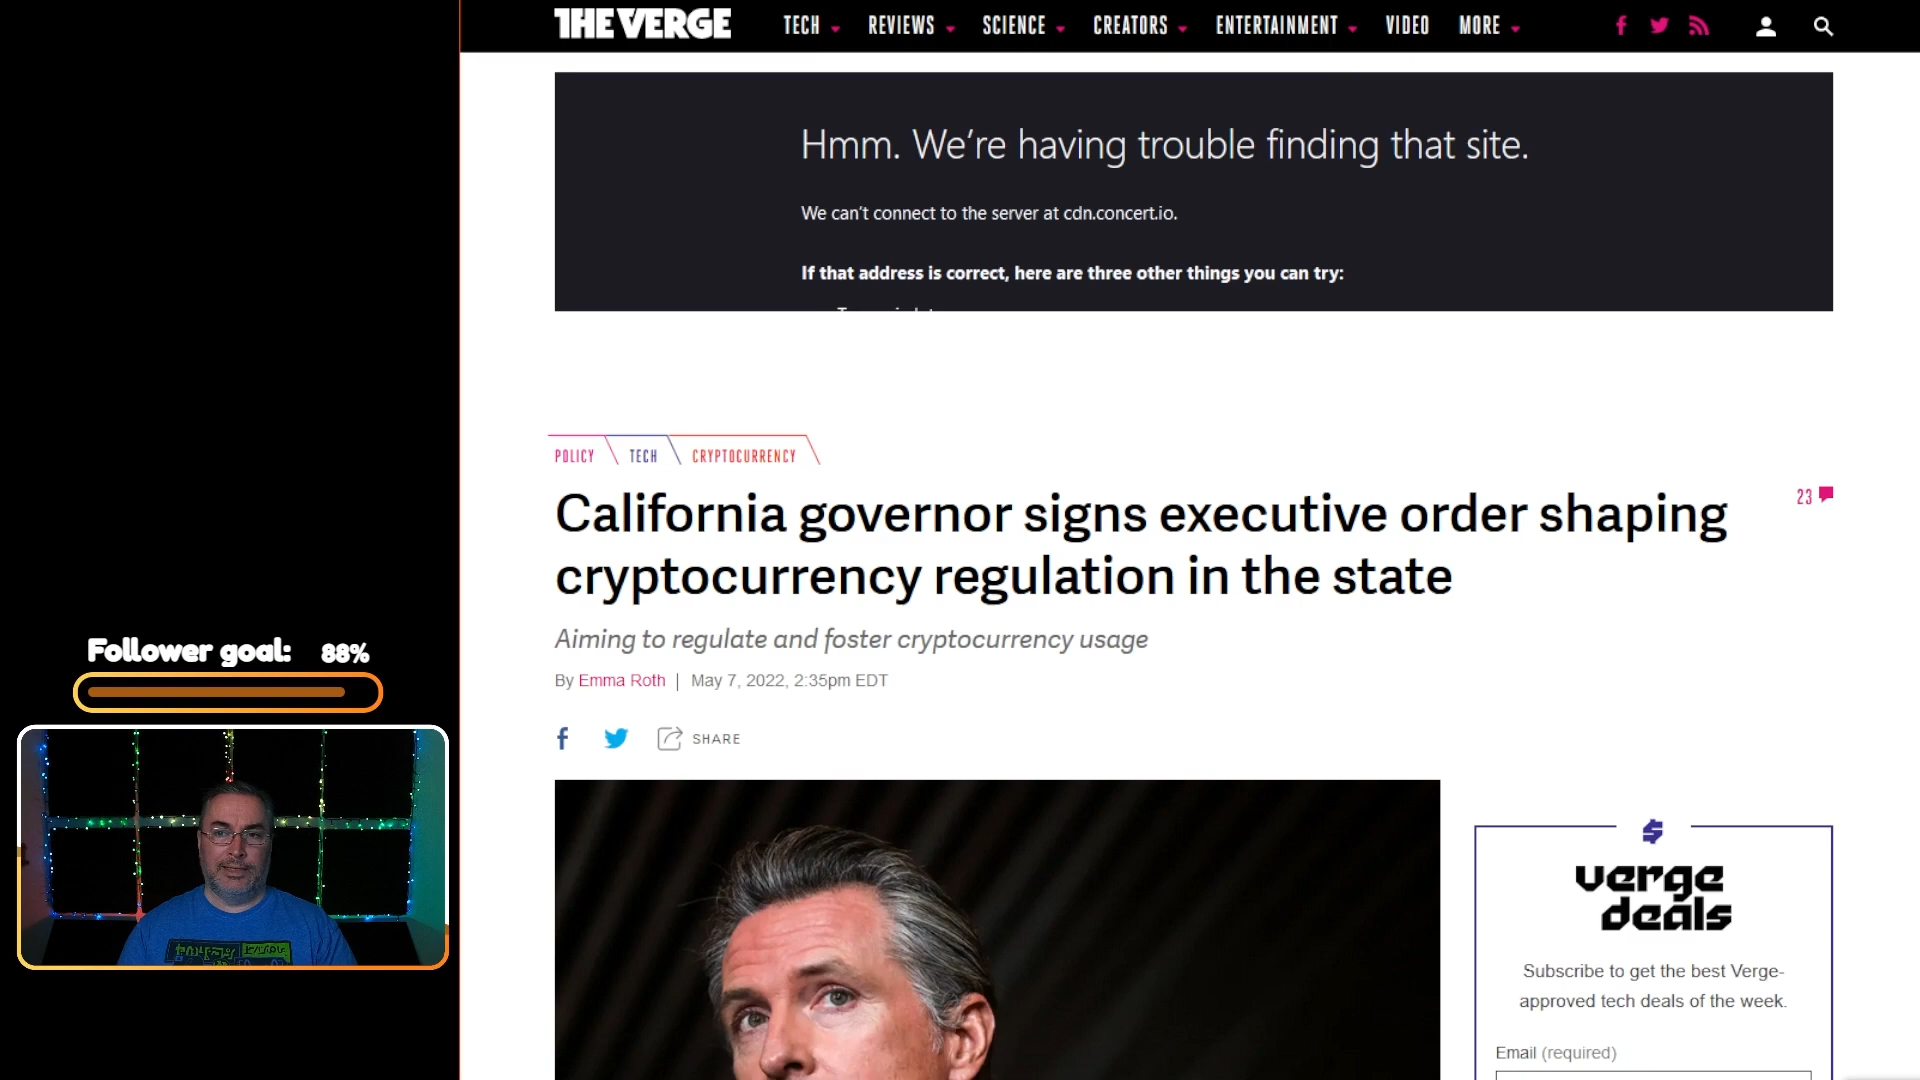 THE VERGE
TECH REVIEWS SCIENCE CREATORS ENTERTAINMENT VIDEO MORE
Hmm. We're having trouble finding that site.
We can't connect to the server at cdn.concert.io.
If that address is correct, here are three other things you can try:
POLICY TECH CRYPTOCURRENCY
California governor signs executive order shaping
cryptocurrency regulation in the state
23
Aiming to regulate and foster cryptocurrency usage
By Emma Roth | May 7, 2022, 2:35pm EDT
SHARE
Follower goal: 88%
verge
deals
Subscribe to get the best Verge-
approved tech deals of the week.
Email (required)